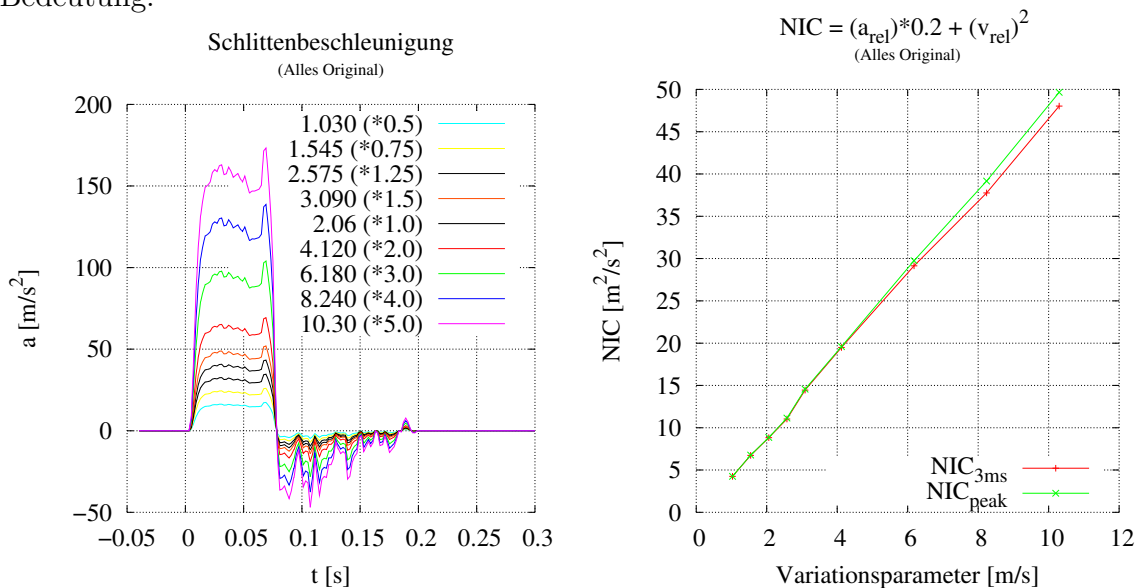 Bedeutung.
Schlittenbeschleunigung
(Alles Original)
a [m/s²]
200
150
100
50
0
−50
−0.05 0 0.05 0.1 0.15 0.2 0.25 0.3
t [s]
1.030 (*0.5)
1.545 (*0.75)
2.575 (*1.25)
3.090 (*1.5)
2.06 (*1.0)
4.120 (*2.0)
6.180 (*3.0)
8.240 (*4.0)
10.30 (*5.0)
NIC = (a_rel)*0.2 + (v_rel)²
(Alles Original)
NIC [m²/s²]
50
45
40
35
30
25
20
15
10
5
0
0 2 4 6 8 10 12
Variationsparameter [m/s]
NIC_3ms
NIC_peak